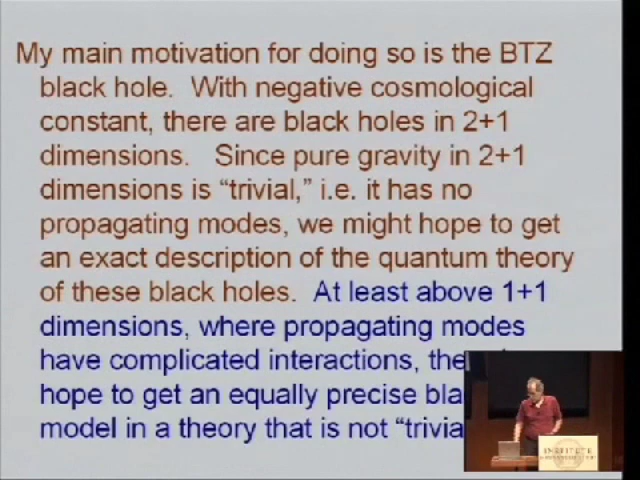 My main motivation for doing so is the BTZ
black hole. With negative cosmological
constant, there are black holes in 2+1
dimensions. Since pure gravity in 2+1
dimensions is “trivial,” i.e. it has no
propagating modes, we might hope to get
an exact description of the quantum theory
of these black holes. At least above 1+1
dimensions, where propagating modes
have complicated interactions,
hope to get an equally precise
model in a theory that is not
INSTITUTE